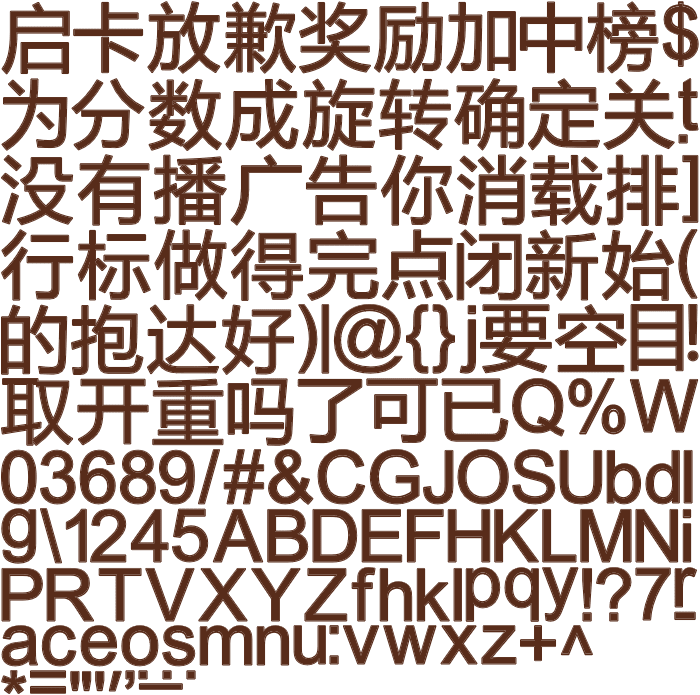 启卡放歉奖励加中榜$
为分数成旋转确定关t
没有播广告你消载排]
行标做得完点闭新始(
的抱达好)|@{}j要空目l.
取开重吗了可已Q%W
03689/#&CGJOSUbdl
g\1245ABDEFHKLMNi
PRTVXYZfhklpqy!?7r
aceosmnu:vwxz+^
*="'